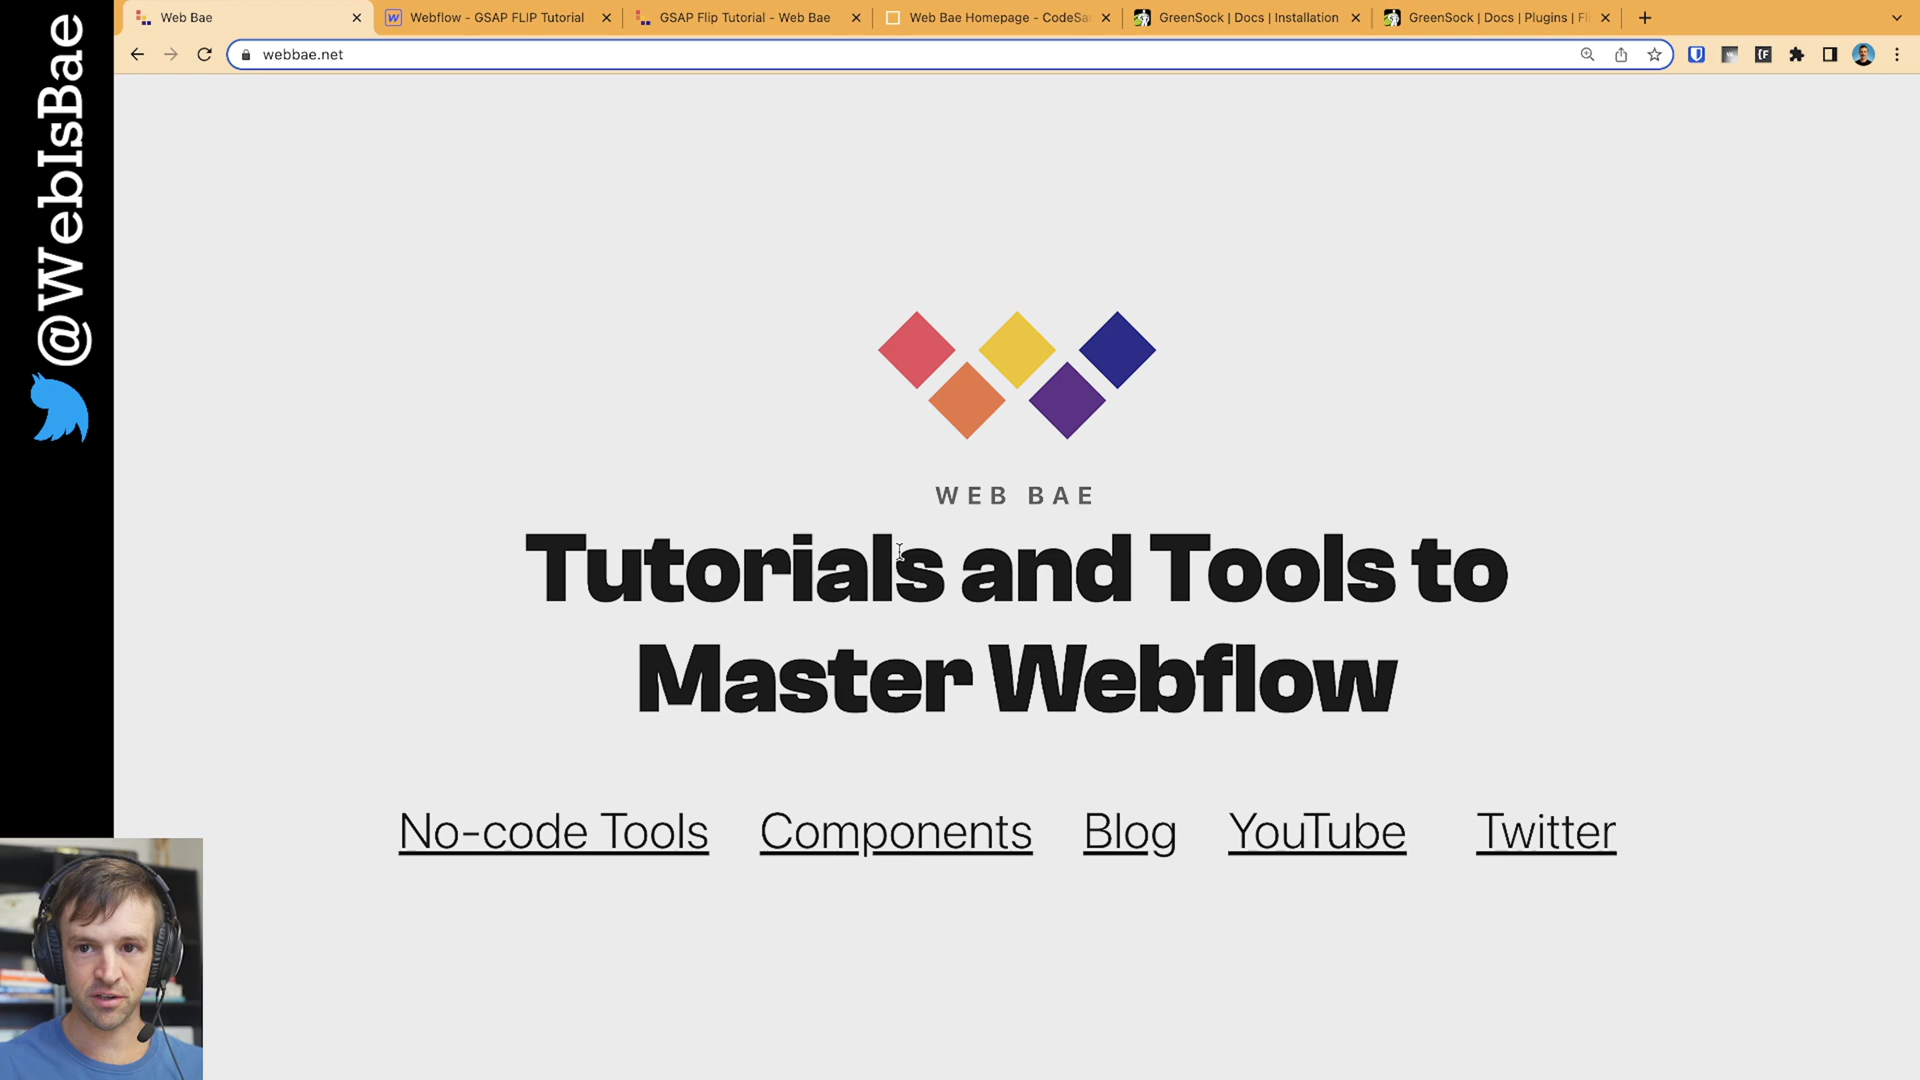 Web Bae
Webflow - GSAP FLIP Tutorial
GSAP Flip Tutorial - Web Bae
Web Bae Homepage - CodeSa
GreenSock | Docs | Installation
GreenSock | Docs | Plugins | Fl
webbae.net
@WebIsBae
WEB BAE
Tutorials and Tools to
Master Webflow
No-code Tools
Components
Blog
YouTube
Twitter